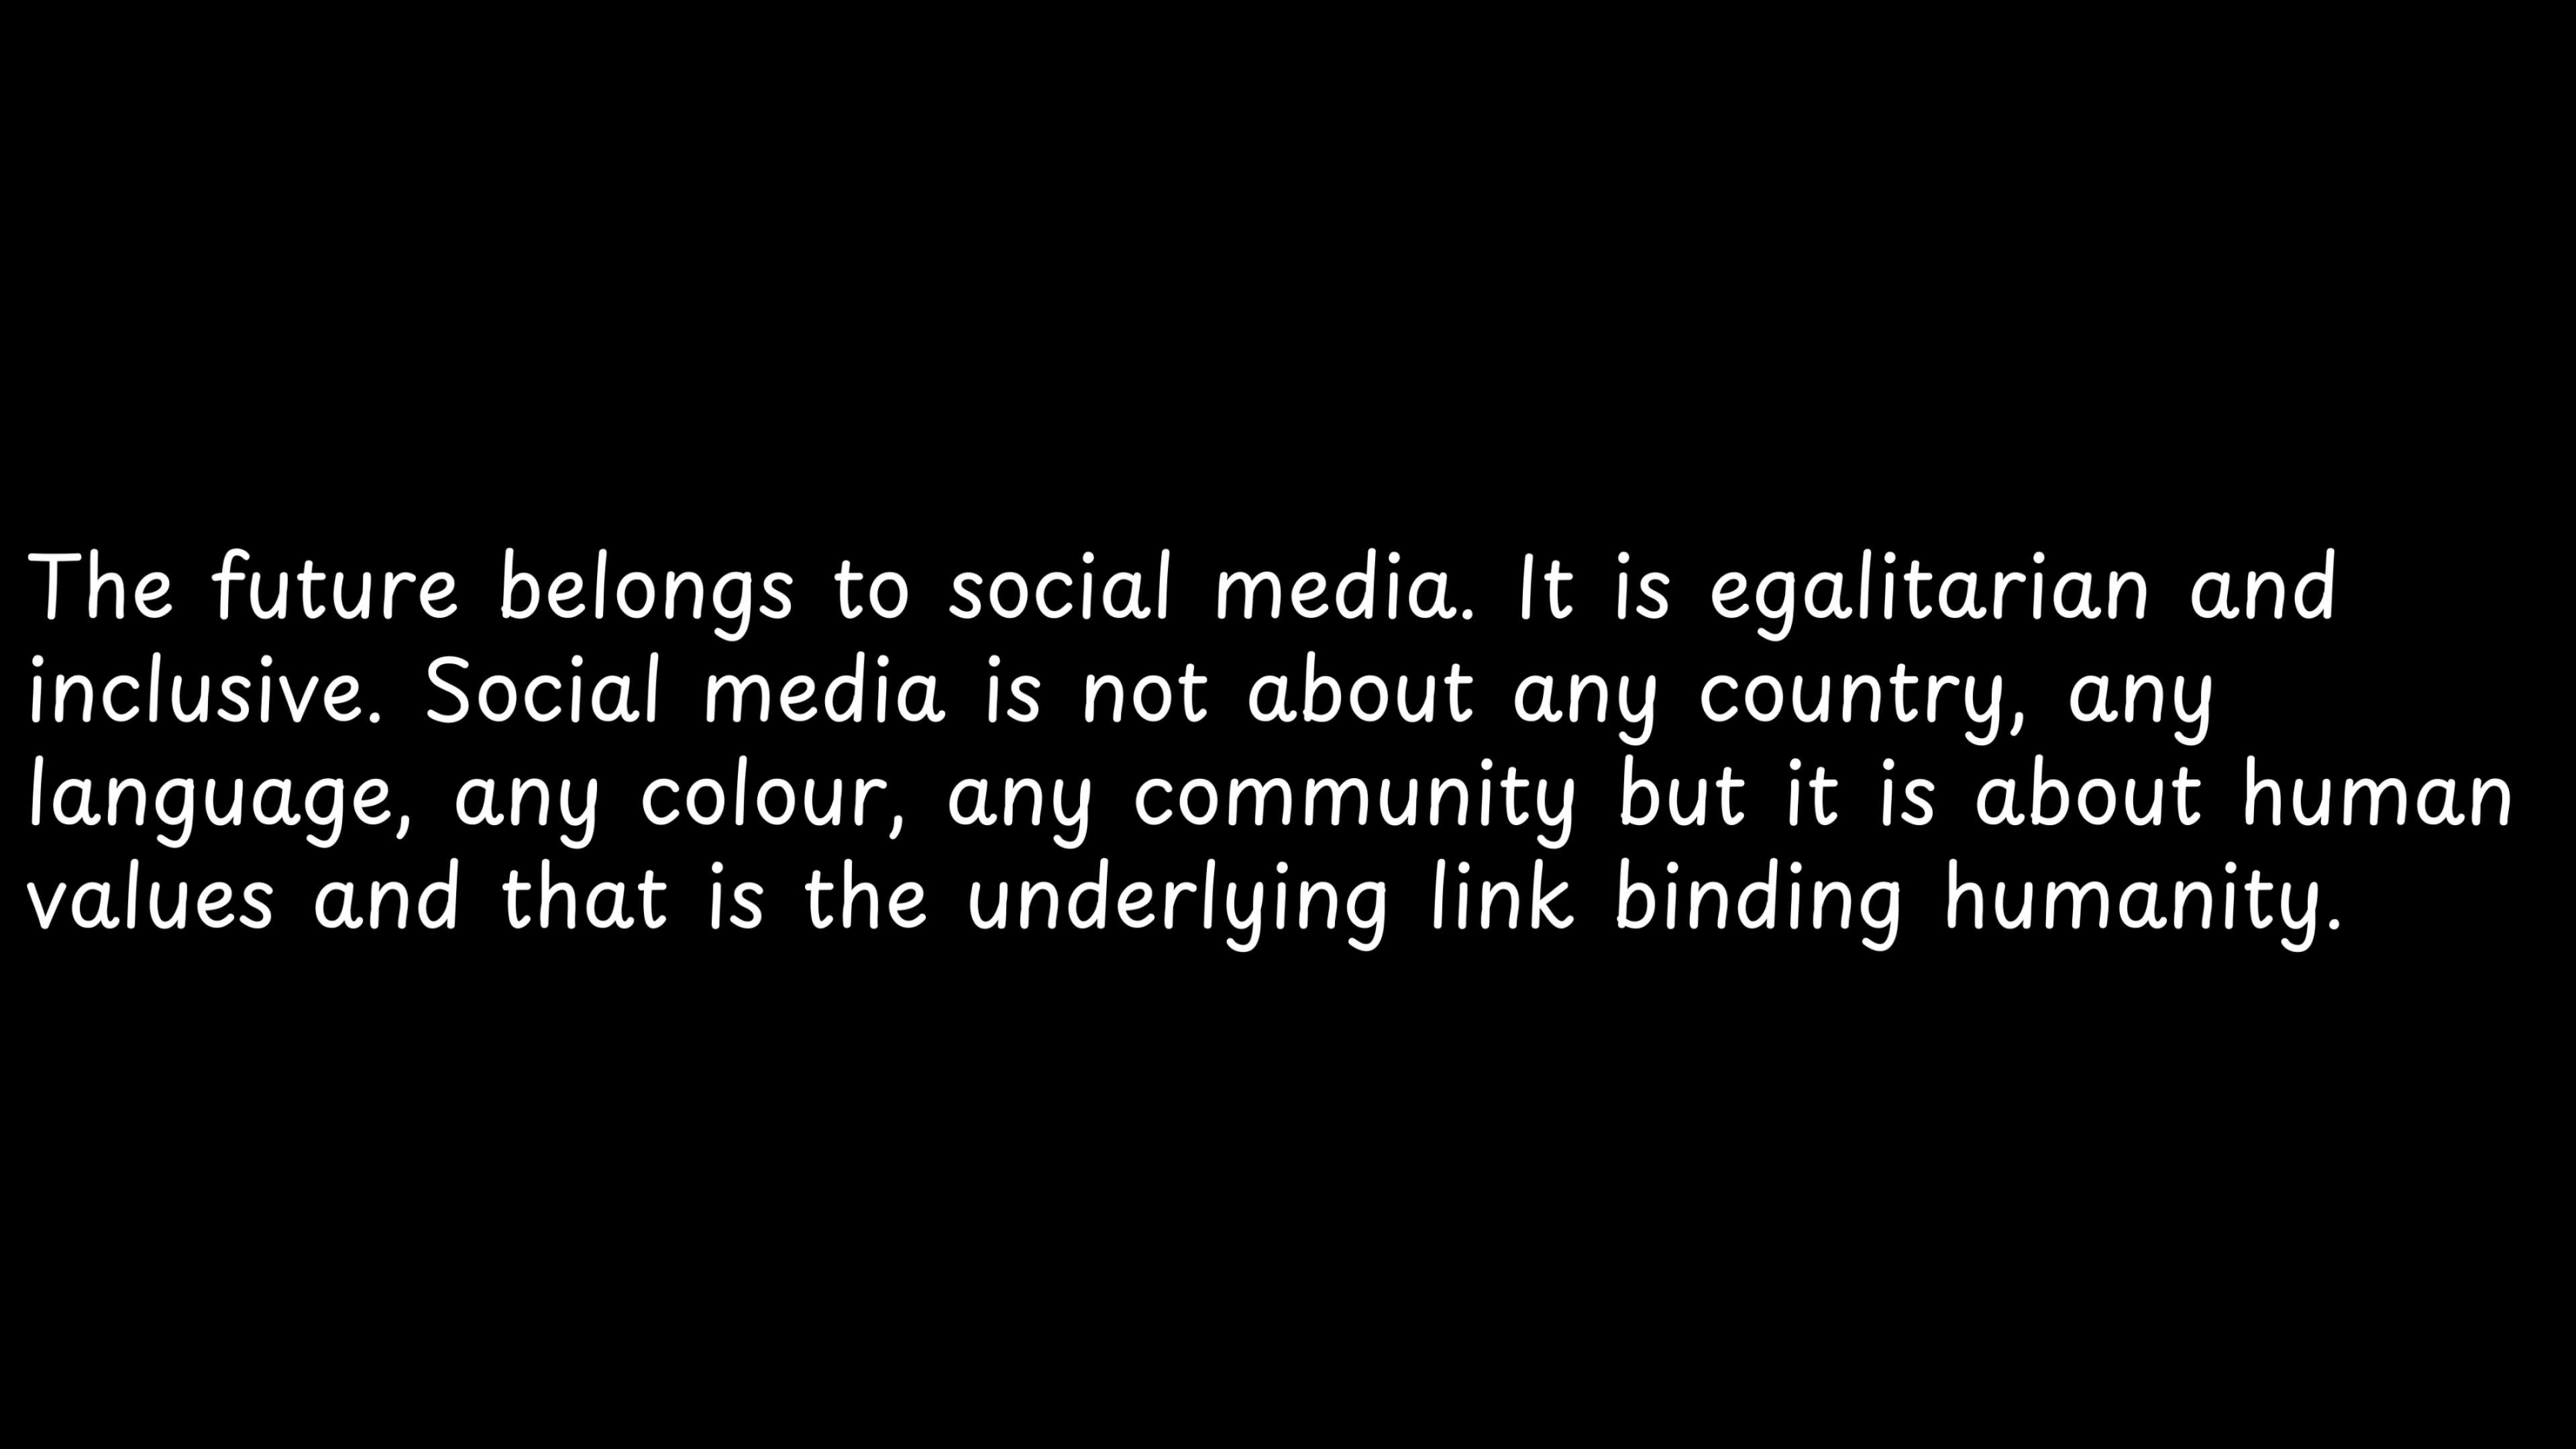 The future belongs to social media. It is egalitarian and
inclusive. Social media is not about any country, any
language, any colour, any community but it is about human
values and that is the underlying link binding humanity.